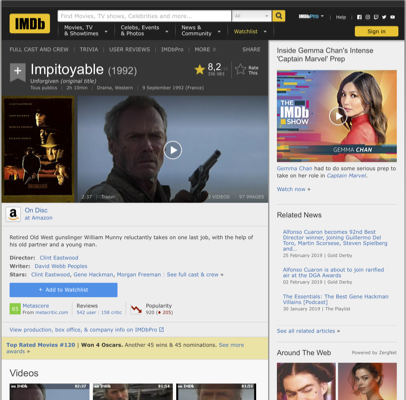 IMDb
Find Movies, TV shows, Celebrities and more...
All
IMDbPro
Help
Movies, TV & Showtimes
Celebs, Events & Photos
News & Community
Watchlist
Sign in
FULL CAST AND CREW | TRIVIA | USER REVIEWS | IMDbPro | MORE
SHARE
Impitoyable (1992)
Unforgiven (original title)
Tous publics | 2h 10min | Drama, Western | 9 September 1992 (France)
8,2
Rate This
2:37 | Trailer
VIDEOS
97 IMAGES
On Disc
at Amazon
Retired Old West gunslinger William Munny reluctantly takes on one last job, with the help of
his old partner and a young man.
Director: Clint Eastwood
Writer: David Webb Peoples
Stars: Clint Eastwood, Gene Hackman, Morgan Freeman | See full cast & crew »
+ Add to Watchlist
Metascore
From metacritic.com
Reviews
542 user | 158 critic
Popularity
920
View production, box office, & company info on IMDbPro
Top Rated Movies #120 | Won 4 Oscars. Another 45 wins & 45 nominations. See more
awards »
Videos
Inside Gemma Chan's Intense
'Captain Marvel' Prep
THE
IMDb
SHOW
GEMMA CHAN
Gemma Chan had to do some serious prep to
take on her role in Captain Marvel.
Watch now »
Related News
Alfonso Cuaron becomes 92nd Best
Director winner, joining Guillermo Del
Toro, Martin Scorsese, Steven Spielberg
and...
25 February 2019 | Gold Derby
Alfonso Cuaron is about to join rarified
air at the DGA Awards
02 February 2019 | Gold Derby
The Essentials: The Best Gene Hackman
Villains [Podcast]
30 January 2019 | The Playlist
See all related articles »
Around The Web
Powered by ZergNet